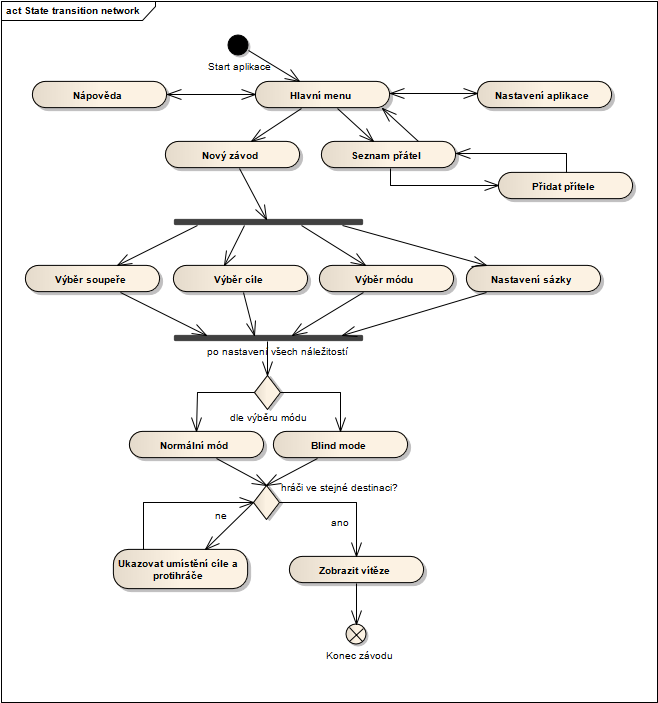 act State transition network
Start aplikace
Nápověda
Hlavní menu
Nastavení aplikace
Nový závod
Seznam přátel
Přidat přítele
Výběr soupeře
Výběr cíle
Výběr módu
Nastavení sázky
po nastavení všech náležitostí
dle výběru módu
Normální mód
Blind mode
hráči ve stejné destinaci?
ne
ano
Ukazovat umístění cíle a
protihráče
Zobrazit vítěze
Konec závodu